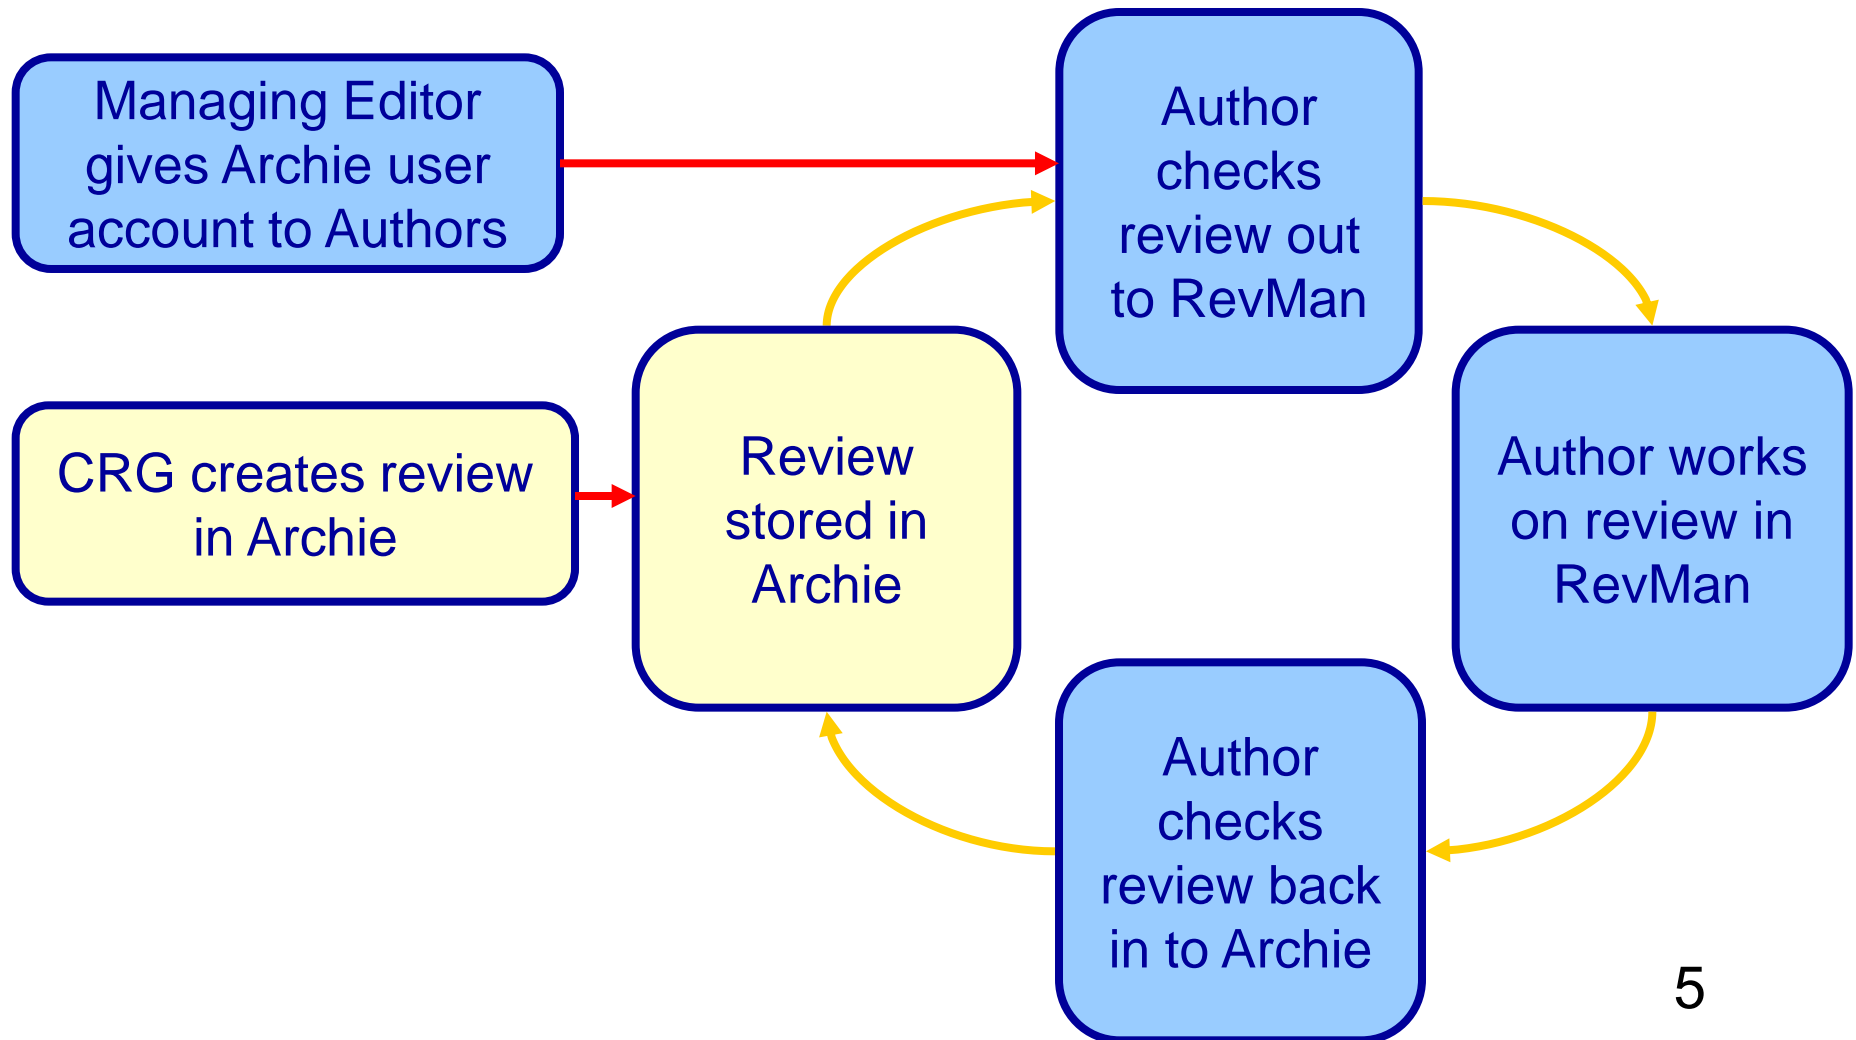 Managing Editor
gives Archie user
account to Authors
Author
checks
review out
to RevMan
CRG creates review
in Archie
Review
stored in
Archie
Author works
on review in
RevMan
Author
checks
review back
in to Archie
5